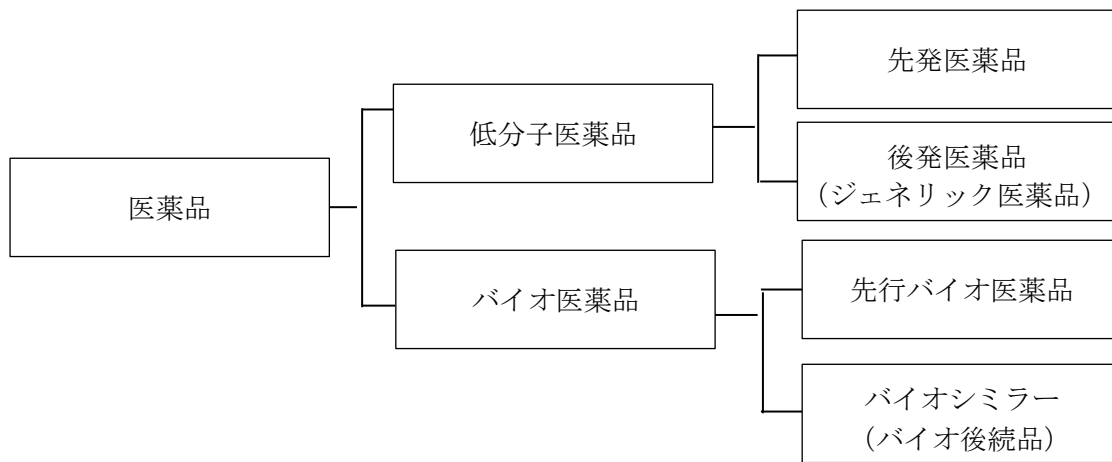 医薬品
低分子医薬品
先発医薬品
後発医薬品
（ジェネリック医薬品）
バイオ医薬品
先行バイオ医薬品
バイオシミラー
（バイオ後続品）